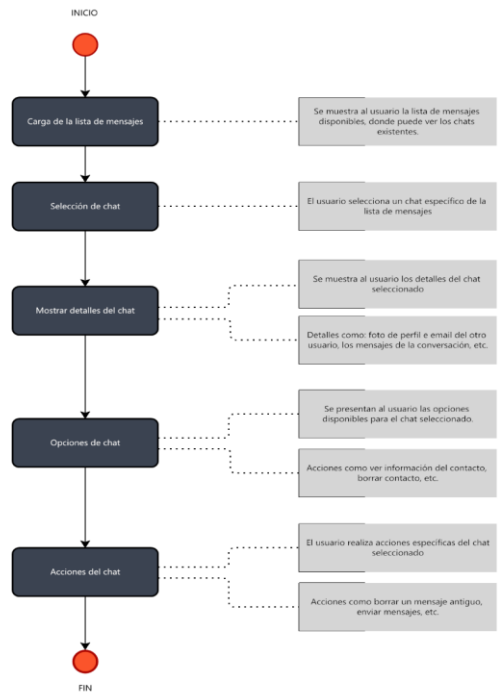 INICIO
Carga de la lista de mensajes
Se muestra al usuario la lista de mensajes
disponibles, donde puede ver los chats
existentes.
Selección de chat
El usuario selecciona un chat específico de la
lista de mensajes
Mostrar detalles del chat
Se muestra al usuario los detalles del chat
seleccionado
Detalles como: foto de perfil e email del otro
usuario, los mensajes de la conversación, etc.
Opciones de chat
Se presentan al usuario las opciones
disponibles para el chat seleccionado.
Acciones como ver información del contacto,
borrar contacto, etc.
Acciones del chat
El usuario realiza acciones específicas del chat
seleccionado
Acciones como borrar un mensaje antiguo,
enviar mensajes, etc.
FIN